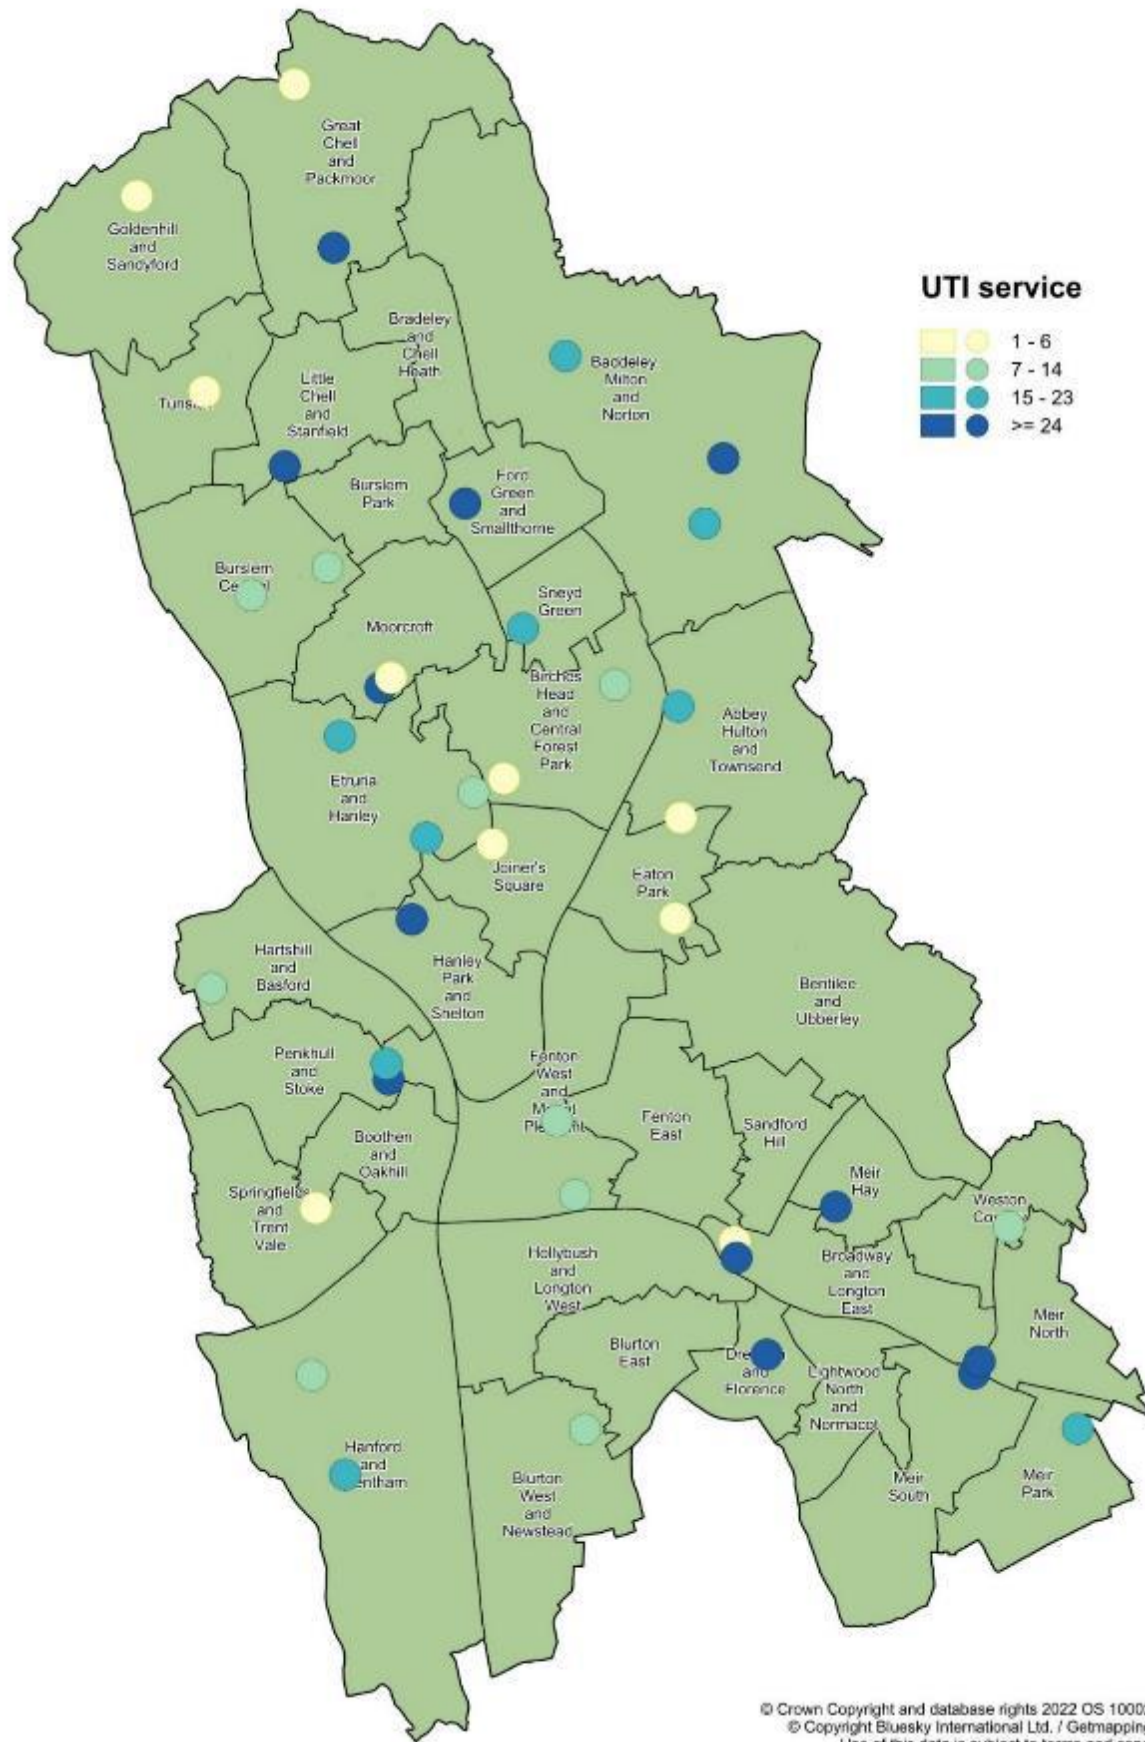 Great
Chell
and
Packmoor
Goldenhill
and
Sandyford
UTI service
1 - 6
7 - 14
15 - 23
>= 24
Bradeley
and
Chell
Heath
Baddeley
Milton
and
Norton
Little
Chell
and
Stanfield
Burslem
Park
Ford
Green
and
Smallthorne
Burslem
Sneyd
Green
Moorcroft
Birches
Head
and
Central
Forest
Park
Abbey
Hulton
and
Townsend
Etruria
and
Hanley
Joiner's
Square
Eaton
Park
Hartshill
and
Basford
Hanley
Park
and
Shelton
Bentilee
and
Ubberley
Penkhull
and
Stoke
Fenton
West
and
Fenton
East
Sandford
Hill
Boothen
and
Oakhill
Meir
Hay
Springfields
and
Trent
Vale
Weston
Hollybush
and
Longton
West
Broadway
and
Longton
East
Meir
North
Blurton
East
and
Florence
Lightwood
North
and
Normacot
Hanford
and
Blurton
West
and
Newstead
Meir
South
Meir
Park
© Crown Copyright and database rights 2022 OS
© Copyright Bluesky International Ltd. / Getmapping